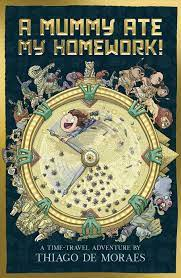 A MUMMY ATE
MY HOMEWORK!
A TIME-TRAVEL ADVENTURE BY
THIAGO DE MORAES